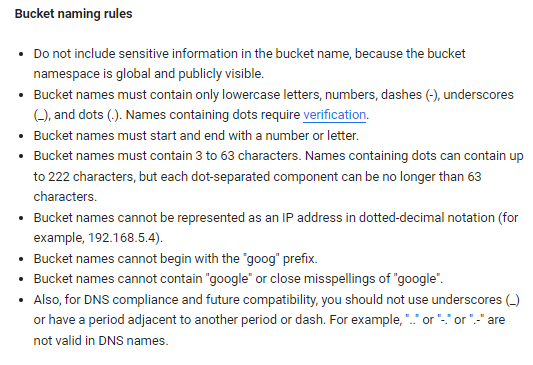 Bucket naming rules
• Do not include sensitive information in the bucket name, because the bucket
namespace is global and publicly visible.
• Bucket names must contain only lowercase letters, numbers, dashes (-), underscores
(_), and dots (.). Names containing dots require verification.
• Bucket names must start and end with a number or letter.
• Bucket names must contain 3 to 63 characters. Names containing dots can contain up
to 222 characters, but each dot-separated component can be no longer than 63
characters.
• Bucket names cannot be represented as an IP address in dotted-decimal notation (for
example, 192.168.5.4).
• Bucket names cannot begin with the "goog" prefix.
• Bucket names cannot contain "google" or close misspellings of "google".
• Also, for DNS compliance and future compatibility, you should not use underscores (_)
or have a period adjacent to another period or dash. For example, ".." or "-." or ".-" are
not valid in DNS names.